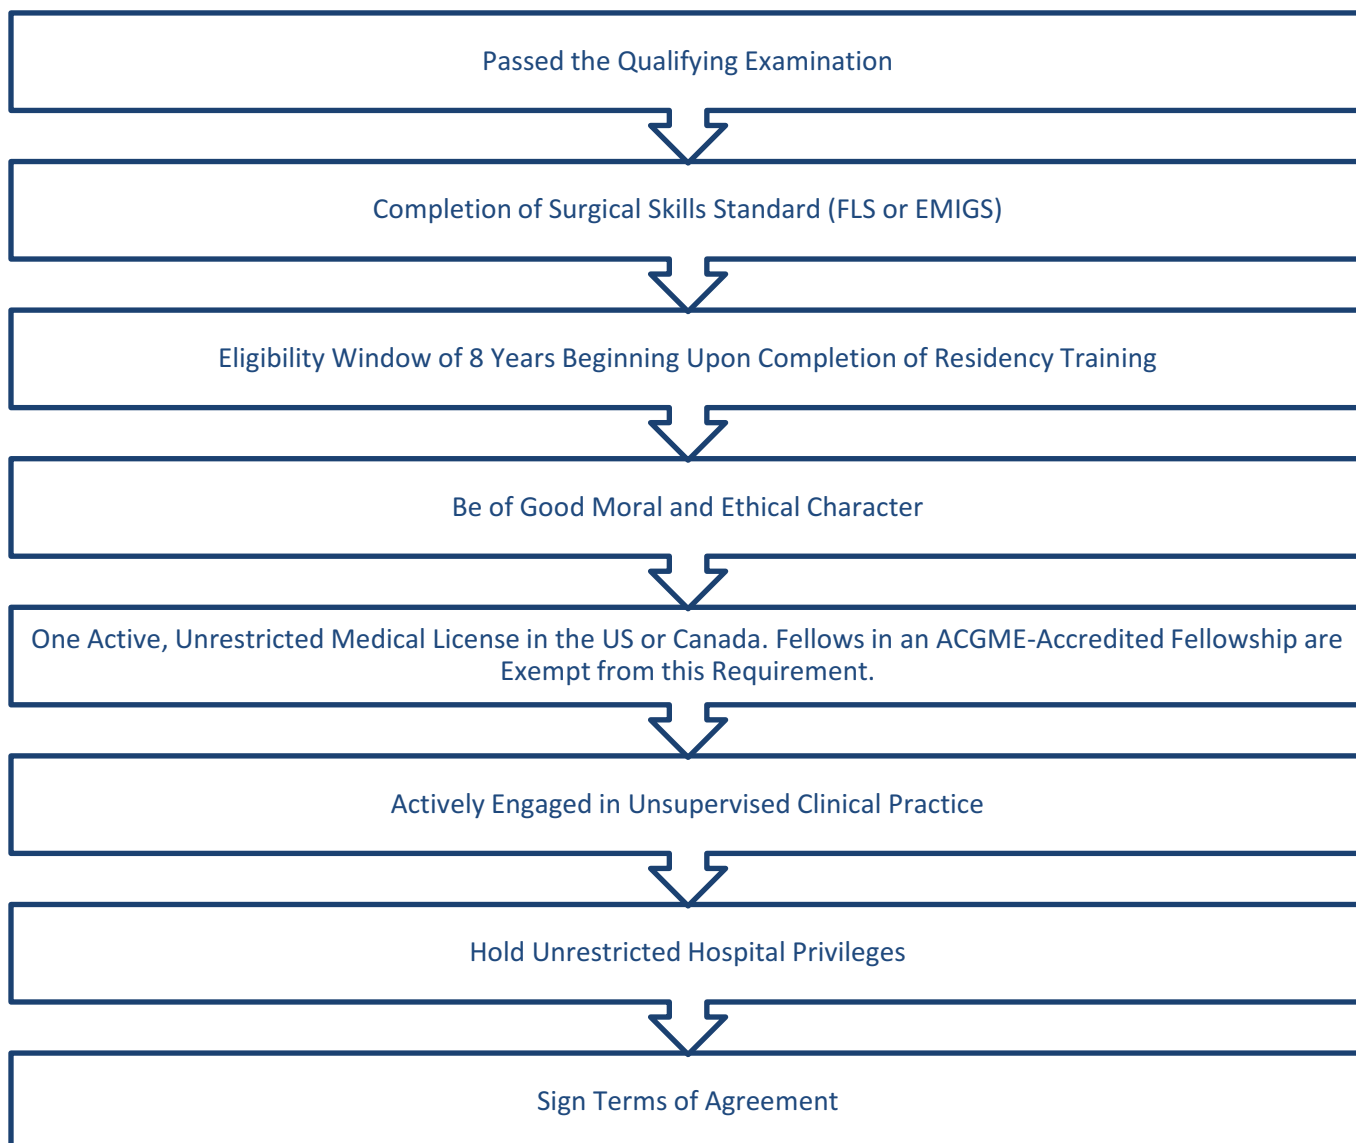 Passed the Qualifying Examination
Completion of Surgical Skills Standard (FLS or EMIGS)
Eligibility Window of 8 Years Beginning Upon Completion of Residency Training
Be of Good Moral and Ethical Character
One Active, Unrestricted Medical License in the US or Canada. Fellows in an ACGME-Accredited Fellowship are
Exempt from this Requirement.
Actively Engaged in Unsupervised Clinical Practice
Hold Unrestricted Hospital Privileges
Sign Terms of Agreement